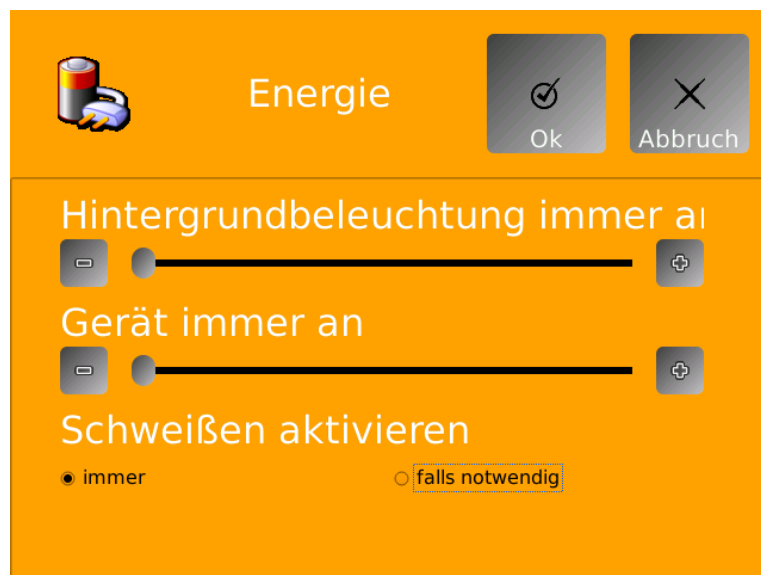 Energie
Ok
Abbruch
Hintergrundbeleuchtung immer
Gerät immer an
Schweißen aktivieren
immer
falls notwendig